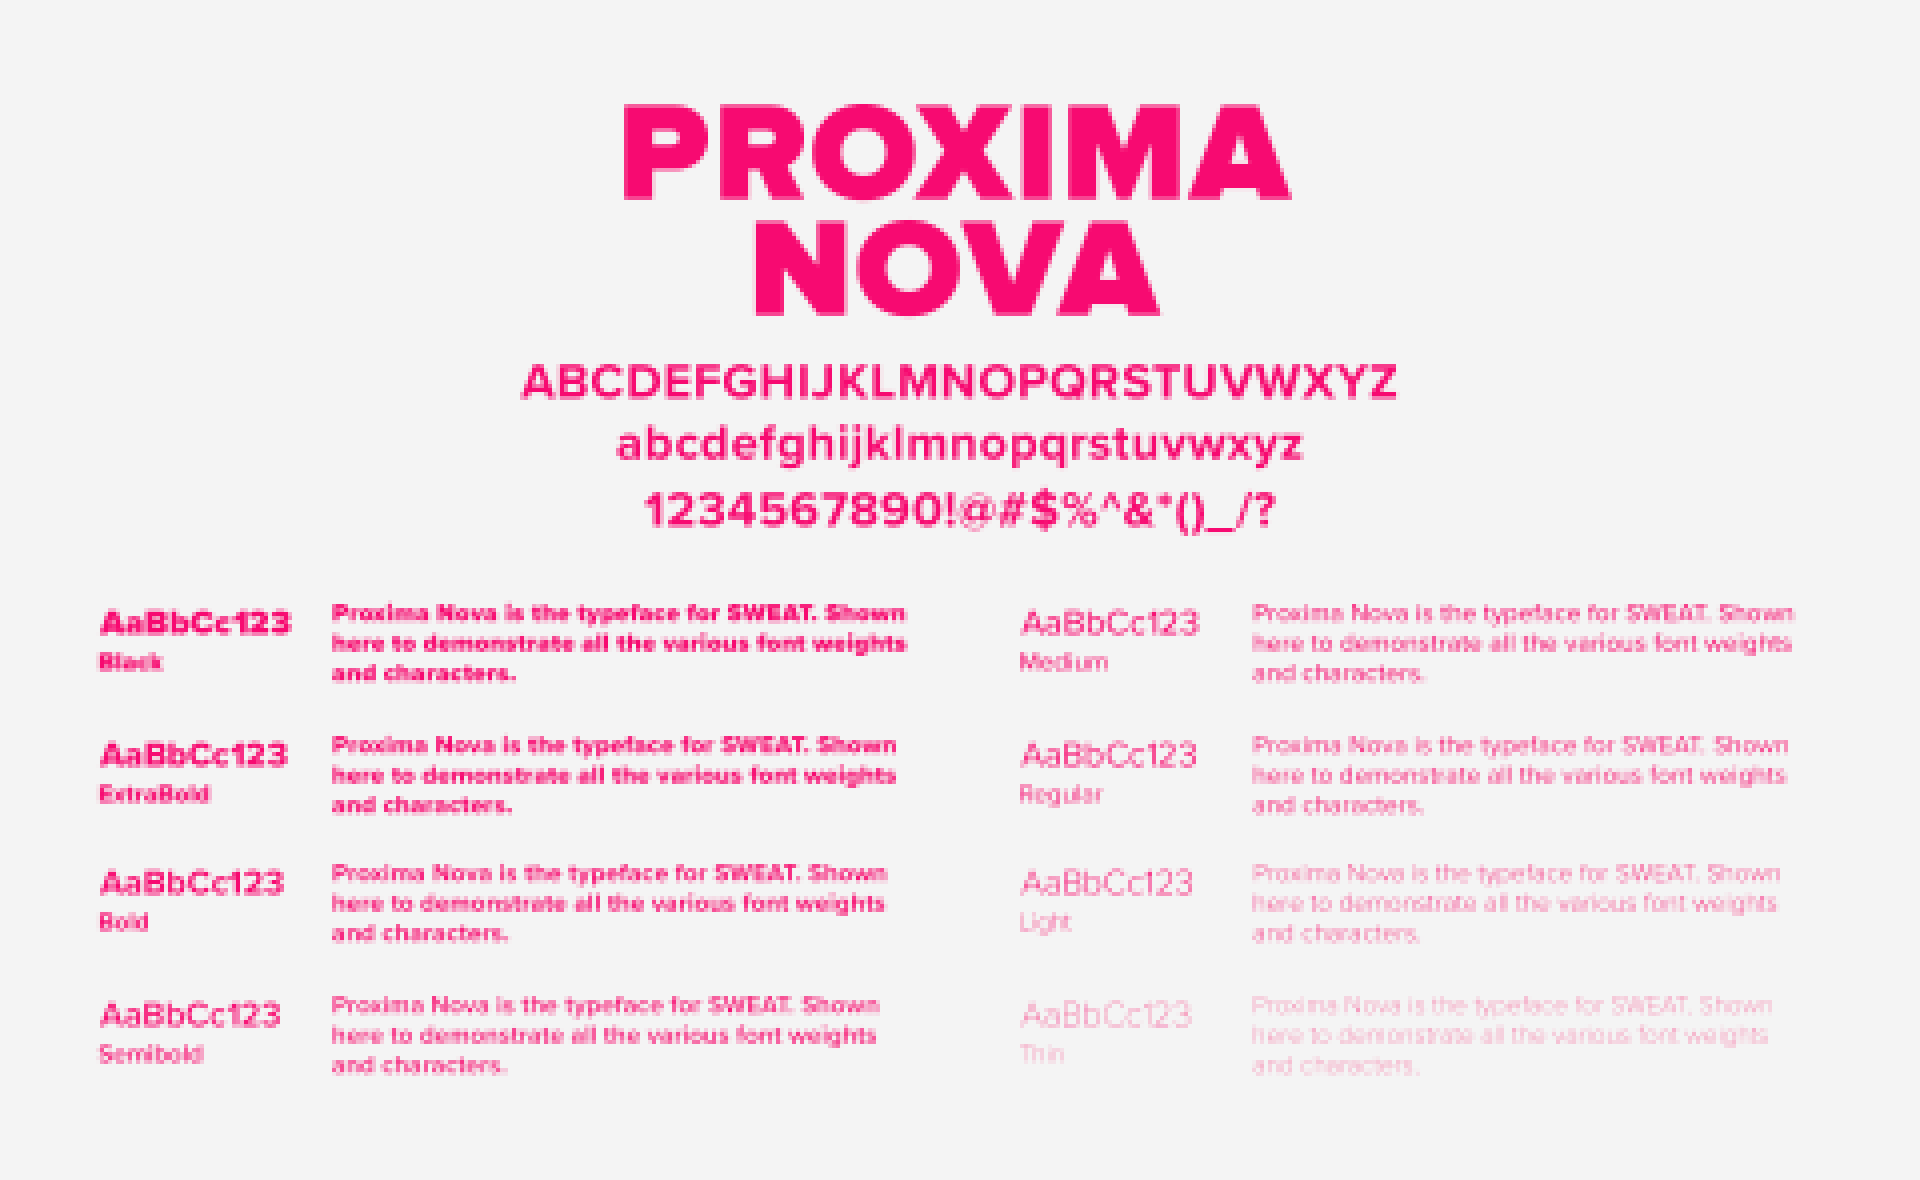 PROXIMA
NOVA
ABCDEFGHIJKLMNOPQRSTUVWXYZ
abcdefghijklmnopqrstuvwxyz
1234567890!@#$%^&*()_/?
AaBbCc123
Black
Proxima Nova is the typeface for SWEAT. Shown
here to demonstrate all the various font weights
and characters.
AaBbCc123
ExtraBold
Proxima Nova is the typeface for SWEAT. Shown
here to demonstrate all the various font weights
and characters.
AaBbCc123
Bold
Proxima Nova is the typeface for SWEAT. Shown
here to demonstrate all the various font weights
and characters.
AaBbCc123
Semibold
Proxima Nova is the typeface for SWEAT. Shown
here to demonstrate all the various font weights
and characters.
AaBbCc123
Medium
Proxima Nova is the typeface for SWEAT. Shown
here to demonstrate all the various font weights
and characters.
AaBbCc123
Regular
Proxima Nova is the typeface for SWEAT. Shown
here to demonstrate all the various font weights
and characters.
AaBbCc123
Light
Proxima Nova is the typeface for SWEAT. Shown
here to demonstrate all the various font weights
and characters.
AaBbCc123
Thin
Proxima Nova is the typeface for SWEAT. Shown
here to demonstrate all the various font weights
and characters.